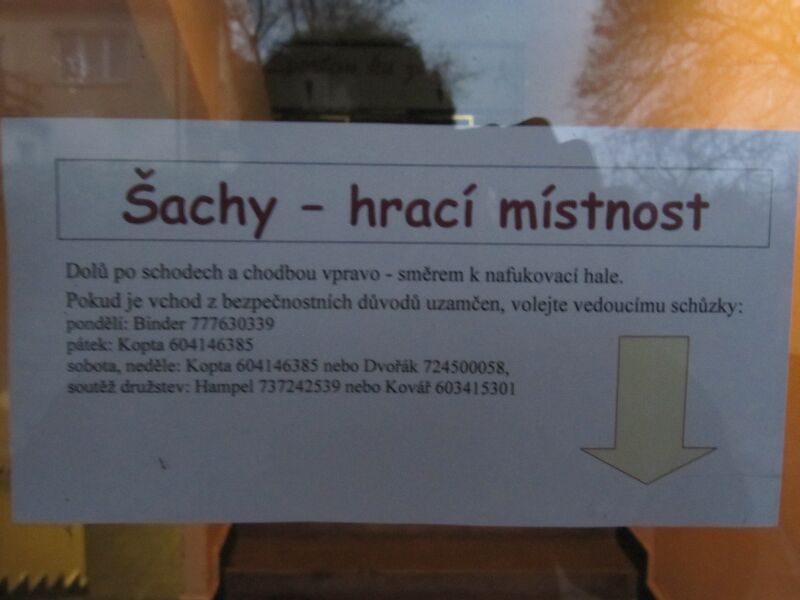 Šachy – hrací místnost
Dolů po schodech a chodbou vpravo - směrem k nafukovací hale.
Pokud je vchod z bezpečnostních důvodů uzamčen, volejte vedoucímu schůzky:
pondělí: Binder 777630339
pátek: Kopta 604146385
sobota, neděle: Kopta 604146385 nebo Dvořák 724500058,
soutěž družstev: Hampel 737242539 nebo Kovář 603415301